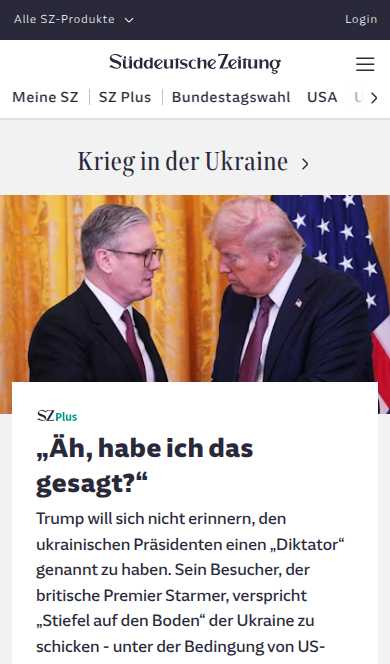 Alle SZ-Produkte
Login
Süddeutsche Zeitung
Meine SZ
SZ Plus
Bundestagswahl
USA
Krieg in der Ukraine
SZ Plus
„Äh, habe ich das
gesagt?“
Trump will sich nicht erinnern, den
ukrainischen Präsidenten einen „Diktator“
genannt zu haben. Sein Besucher, der
britische Premier Starmer, verspricht
„Stiefel auf den Boden“ der Ukraine zu
schicken - unter der Bedingung von US-